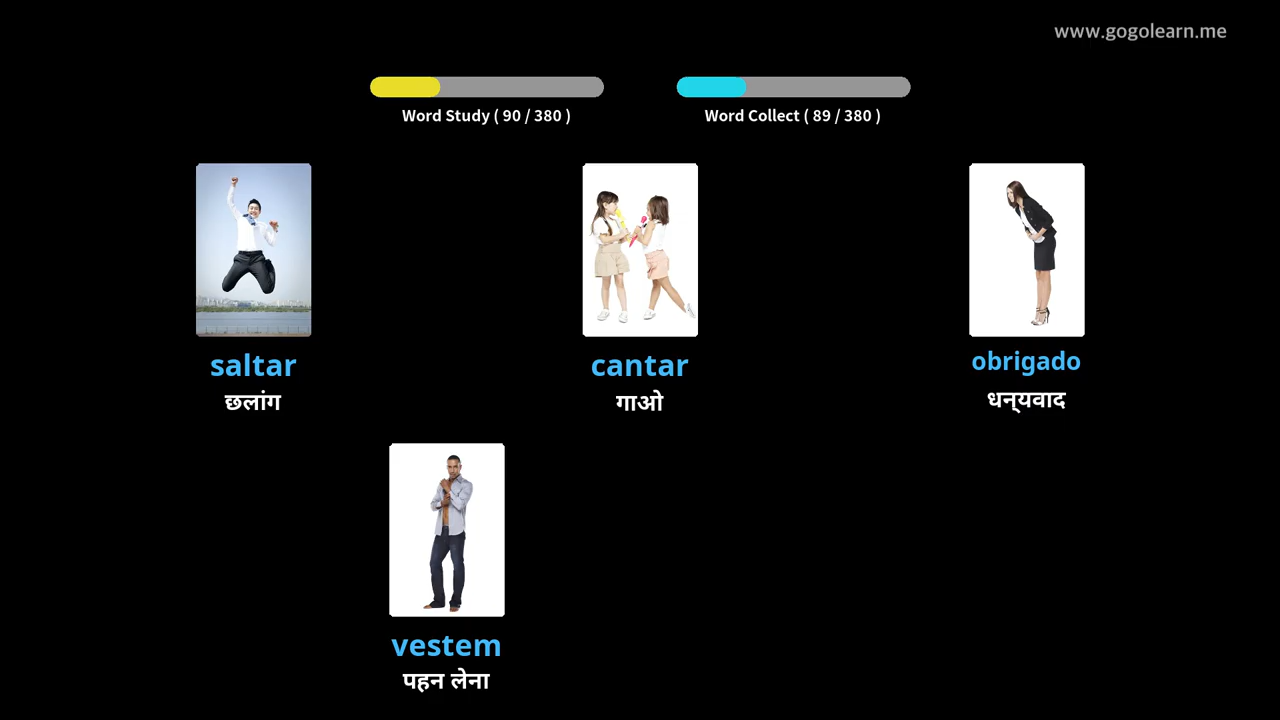 www.gogolearn.me
Word Study ( 90 / 380 )
Word Collect ( 89 / 380 )
saltar
छलांग
cantar
गाओ
obrigado
धन्‌यवाद
vestem
पहन लेना